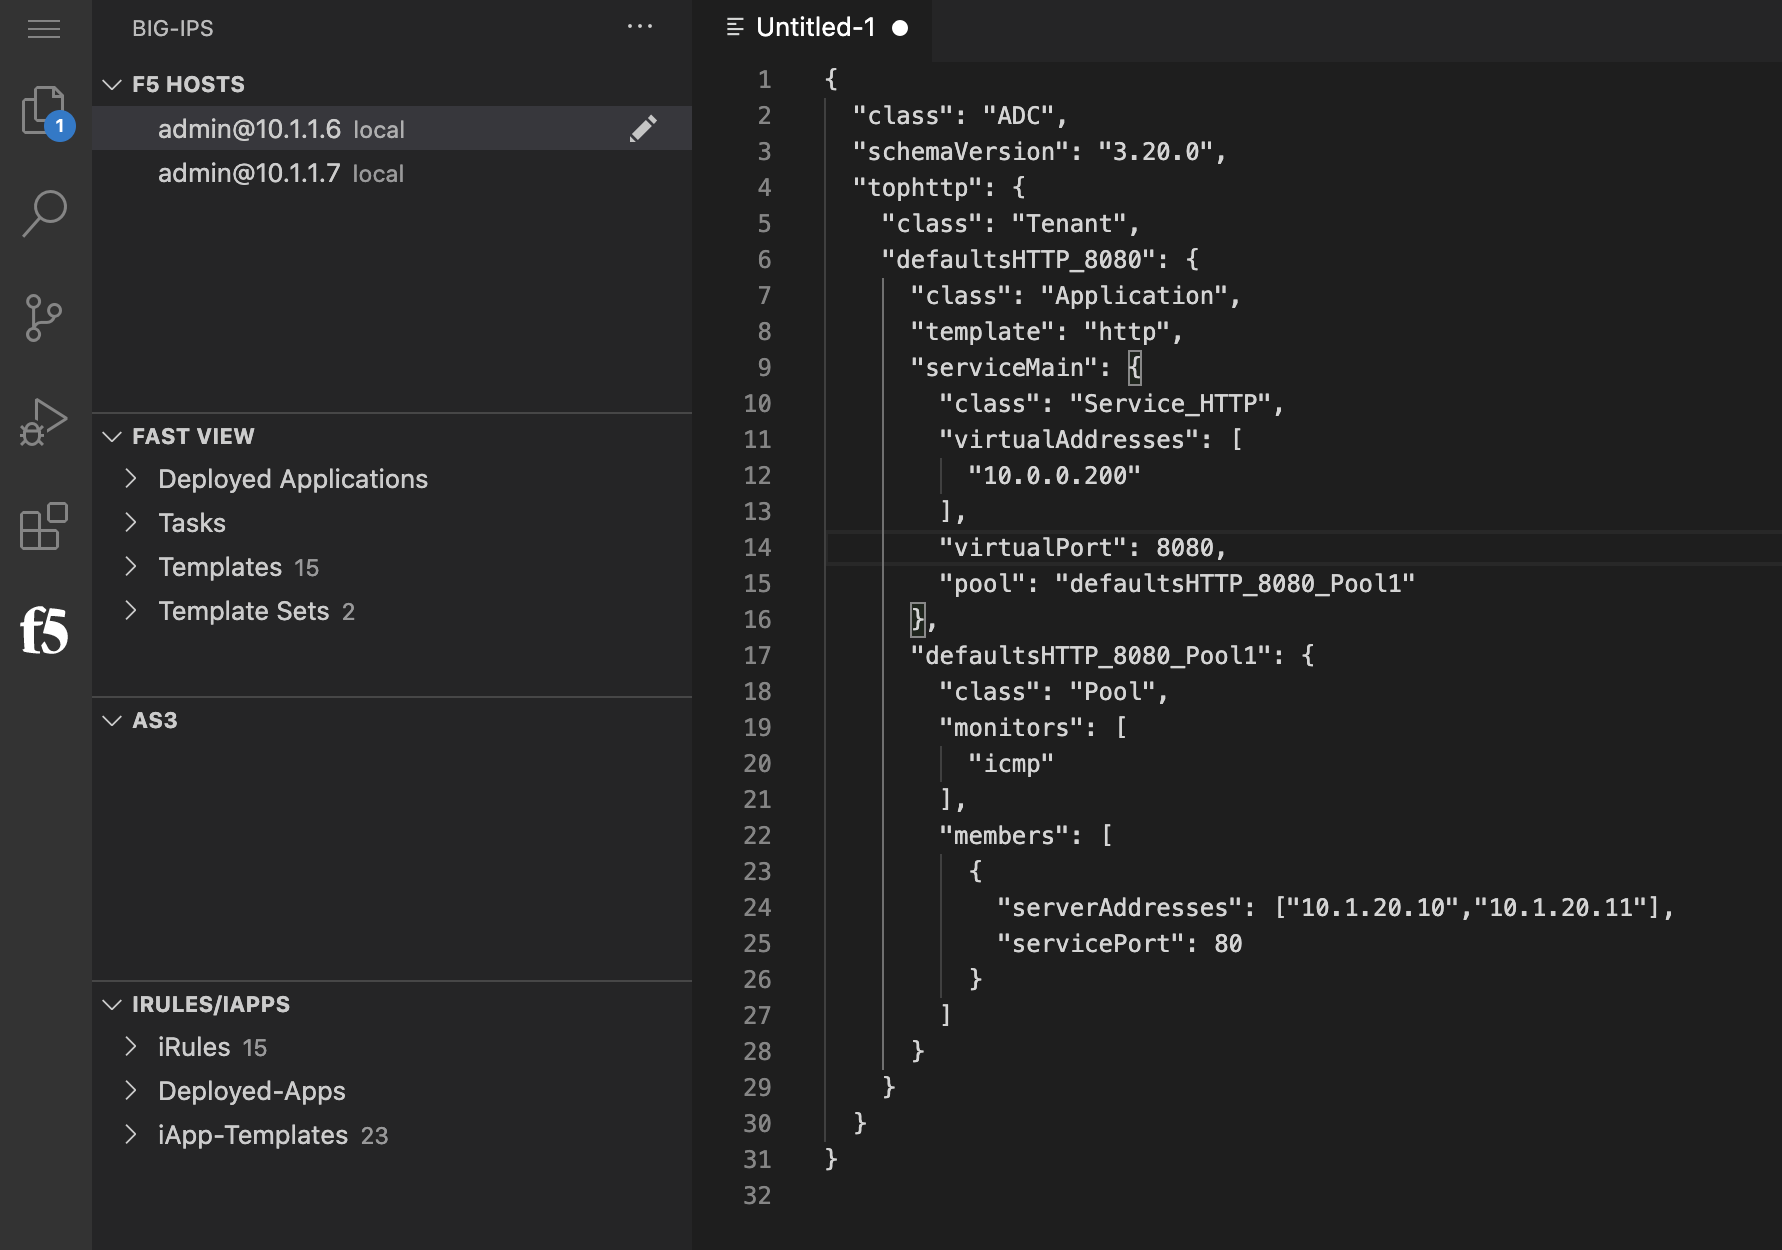 BIG-IPS
F5 HOSTS
admin@10.1.1.6 local
admin@10.1.1.7 local
FAST VIEW
Deployed Applications
Tasks
Templates 15
Template Sets 2
AS3
IRULES/IAPPS
iRules 15
Deployed-Apps
iApp-Templates 23
1
f5
Untitled-1
1 {
2 "class": "ADC",
3 "schemaVersion": "3.20.0",
4 "tophttp": {
5 "class": "Tenant",
6 "defaultsHTTP_8080": {
7 "class": "Application",
8 "template": "http",
9 "serviceMain": {
10 "class": "Service_HTTP",
11 "virtualAddresses": [
12 "10.0.0.200"
13 ],
14 "virtualPort": 8080,
15 "pool": "defaultsHTTP_8080_Pool1"
16 },
17 "defaultsHTTP_8080_Pool1": {
18 "class": "Pool",
19 "monitors": [
20 "icmp"
21 ],
22 "members": [
23 {
24 "serverAddresses": ["10.1.20.10","10.1.20.11"],
25 "servicePort": 80
26 }
27 ]
28 }
29 }
30 }
31 }
32